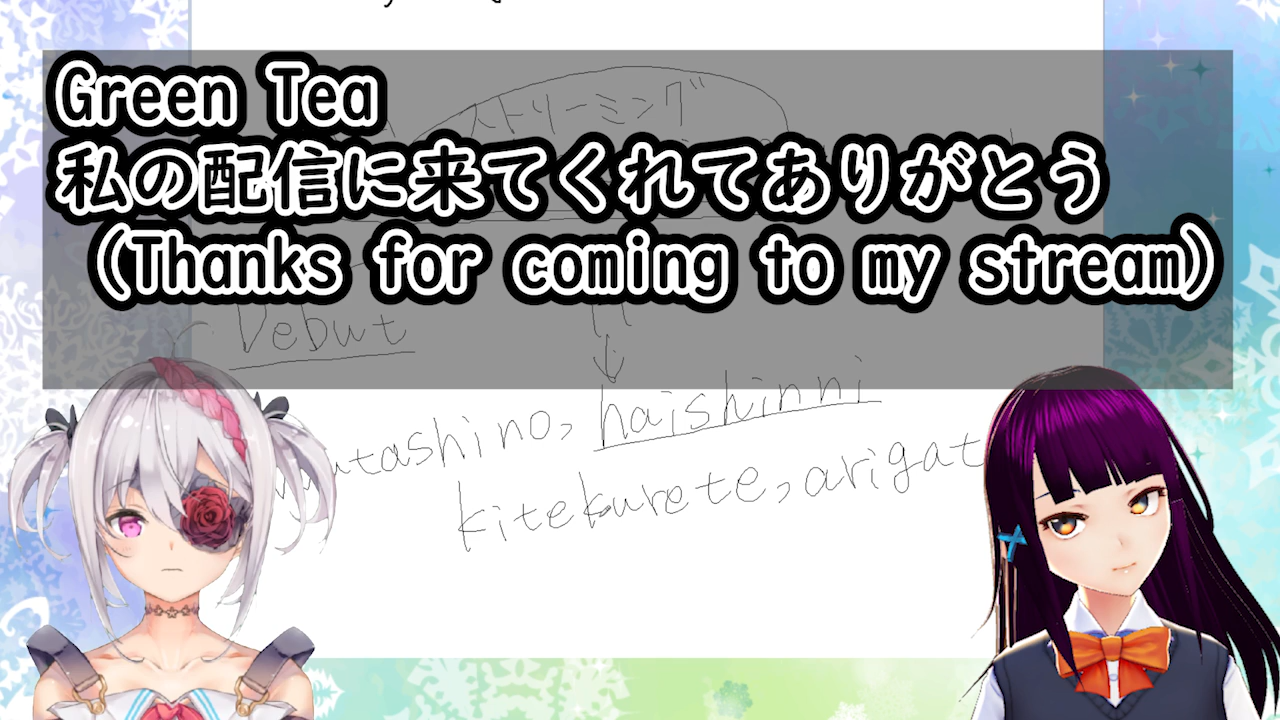 Green Tea
私の配信に来てくれてありがとう
(Thanks for coming to my stream)
ストリーミング
Debut
haishinni
kitekurete, arigat